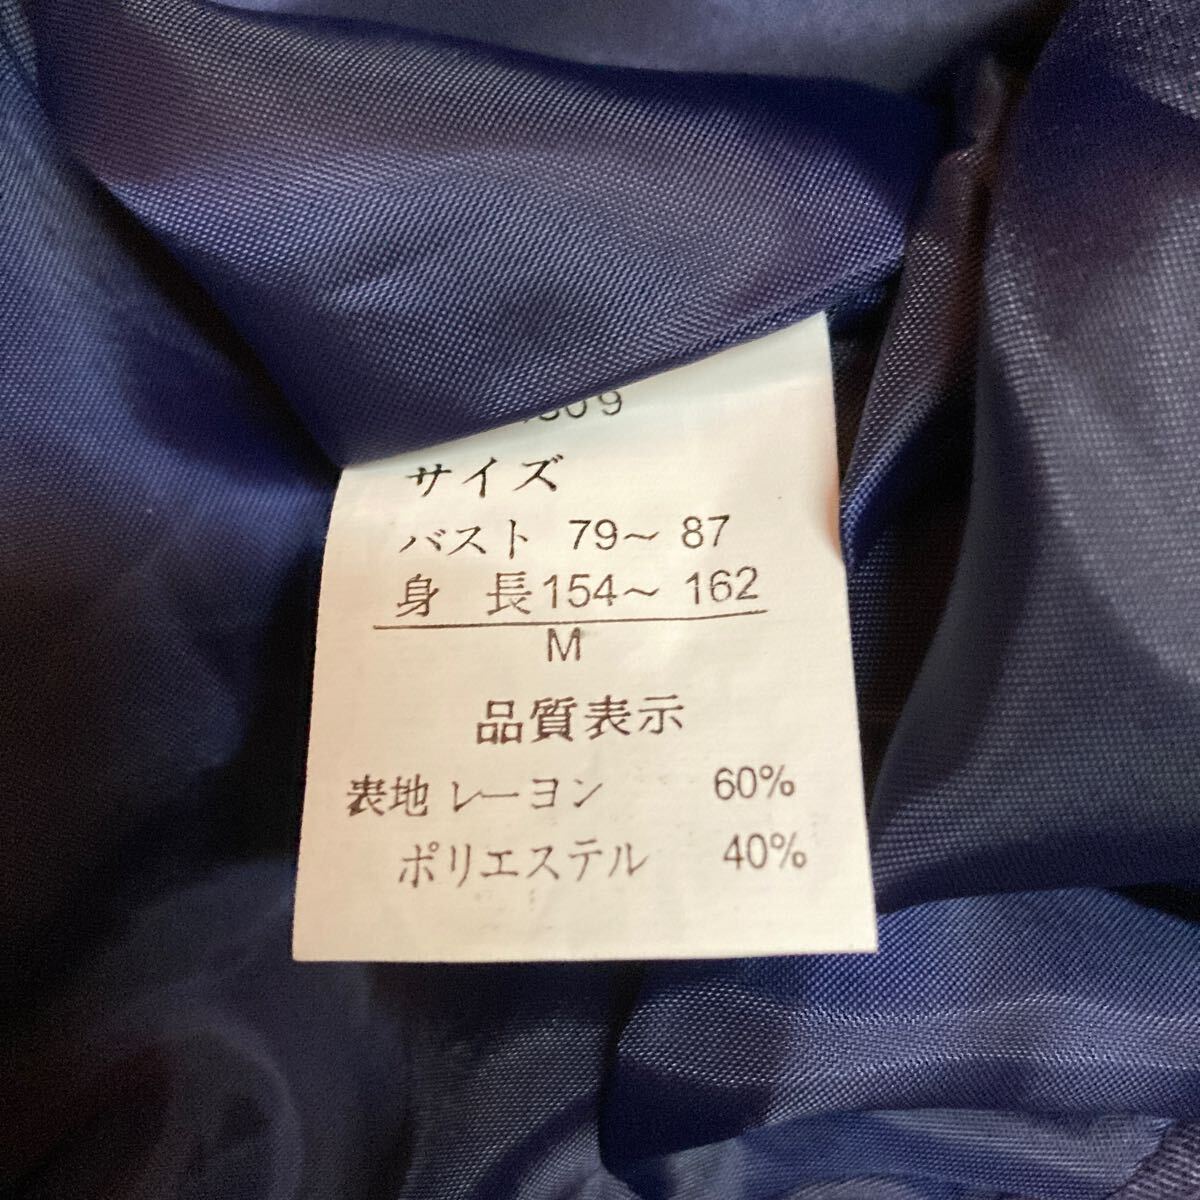 309
サイズ
バスト 79～87
身 長154～162
M
品質表示
表地 レーヨン 60%
ポリエステル 40%